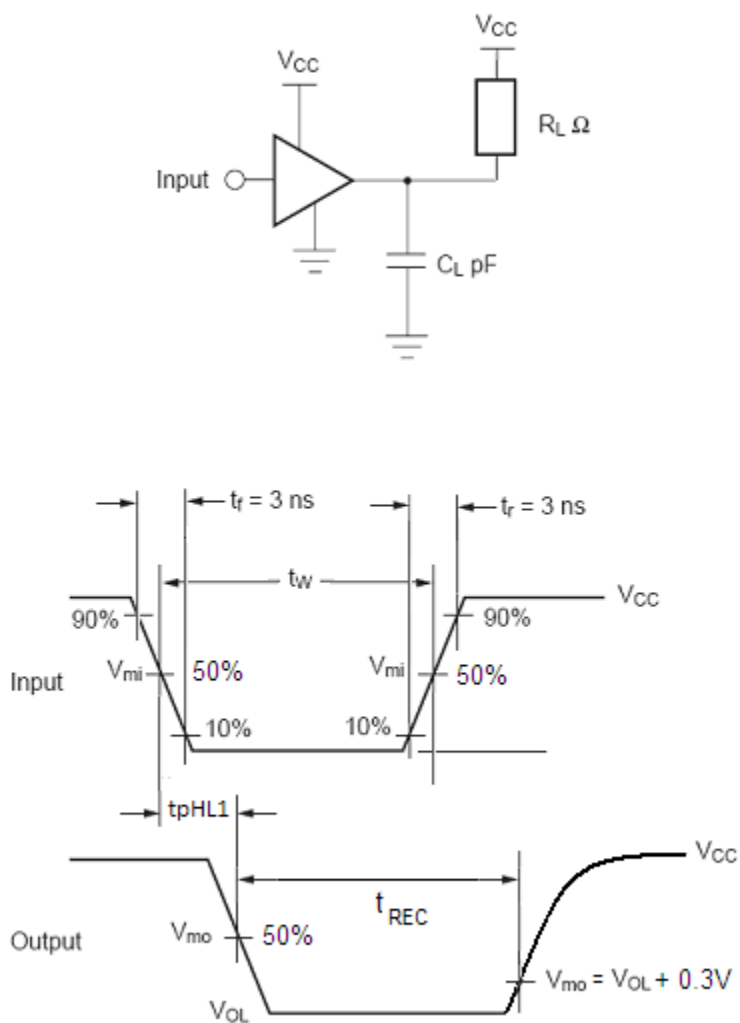 VCC
VCC
RL Ω
Input
CL pF
tf = 3 ns
tr = 3 ns
tW
VCC
90%
90%
Vmi
50%
Vmi
50%
Input
10%
10%
tpHL1
VCC
tREC
Vmo
50%
Output
Vmo = VOL + 0.3V
VOL